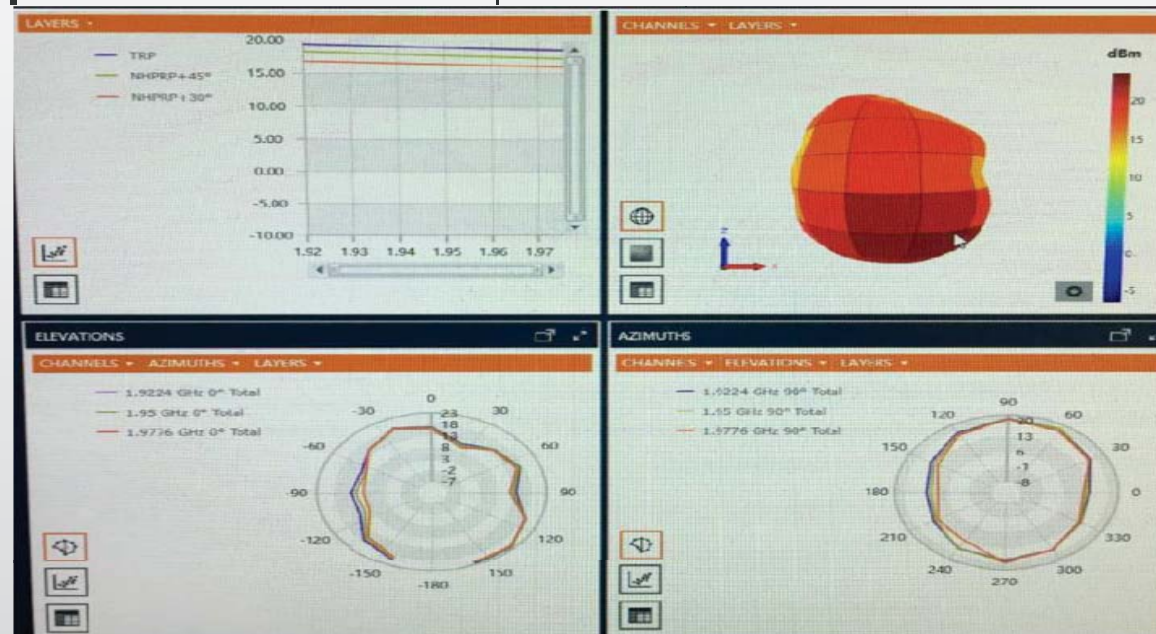 LAYERS
TRP
NHPRP+45°
NHPRP+30°
20.00
15.00
10.00
5.00
0.00
-5.00
-10.00
1.92 1.93 1.94 1.95 1.96 1.97
CHANNELS LAYERS
dBm
20
15
10
5
0
-5
z
x
ELEVATIONS
CHANNELS AZIMUTHS LAYERS
1.9224 GHz 0° Total
1.95 GHz 0° Total
1.9776 GHz 0° Total
0
-30 30
-60 60
-90 90
-120 120
-150 150
-180
23
18
13
8
3
-2
-7
AZIMUTHS
CHANNELS ELEVATIONS LAYERS
1.9224 GHz 90° Total
1.95 GHz 90° Total
1.9776 GHz 90° Total
90
120 60
150 30
180 0
210 330
240 300
270
20
13
6
-1
-8